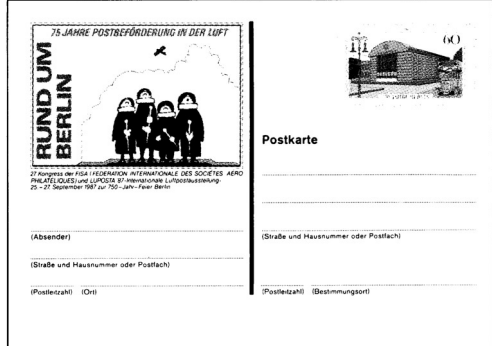 75 JAHRE POSTBEFÖRDERUNG IN DER LUFT
RUND UM
BERLIN
27 Kongress der FISA (FEDERATION INTERNATIONALE DES SOCIETES AERO
PHILATELIQUES) und LUPOSTA 87-Internationale Luftpostausstellung-
25. – 27. September 1987 zur 750-Jahr-Feier Berlin
(Absender)
(Straße und Hausnummer oder Postfach)
(Postleitzahl) (Ort)
60
Postkarte
(Straße und Hausnummer oder Postfach)
(Postleitzahl) (Bestimmungsort)